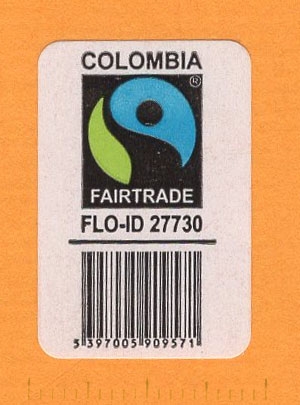 COLOMBIA
®
FAIRTRADE
FLO-ID 27730
5 397005 909571